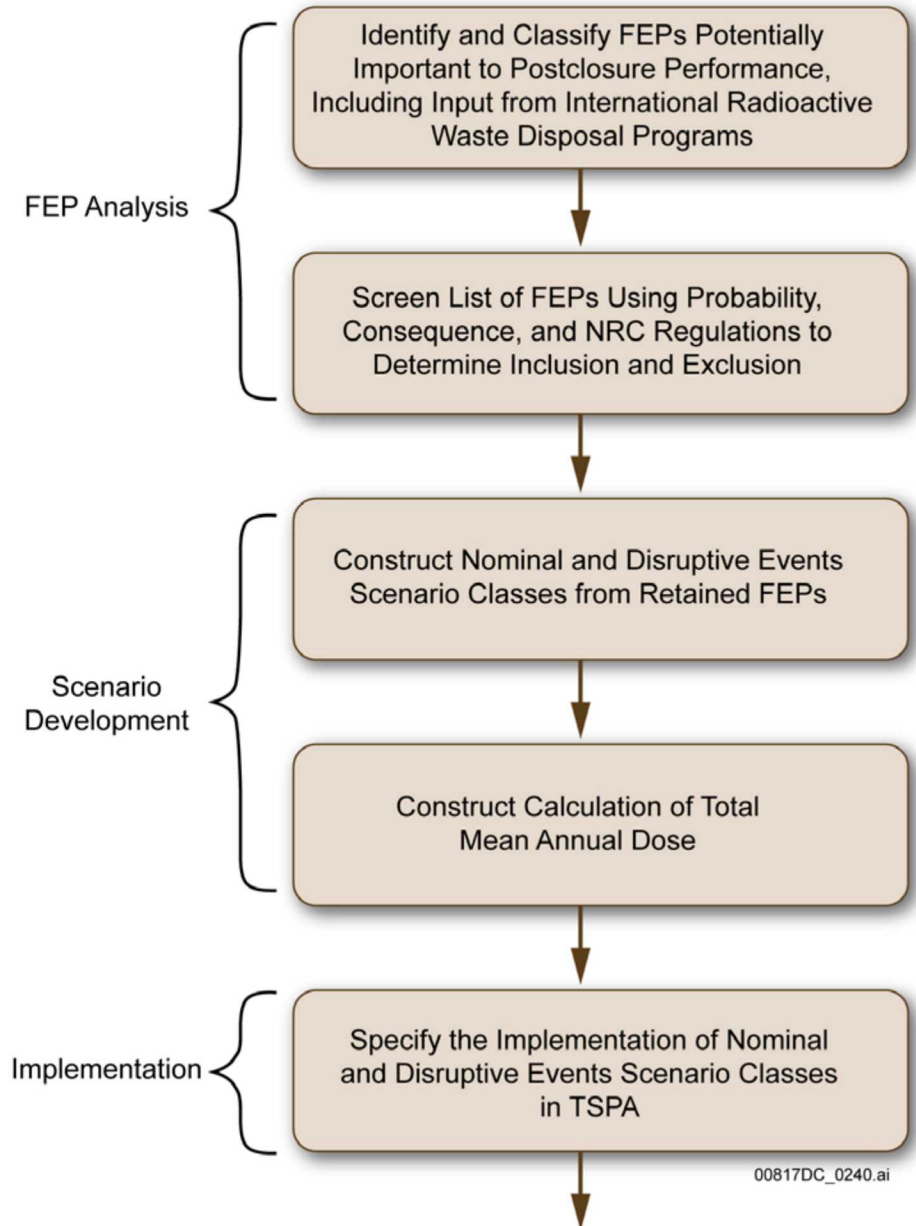 Identify and Classify FEPs Potentially
Important to Postclosure Performance,
Including Input from International Radioactive
Waste Disposal Programs
FEP Analysis
Screen List of FEPs Using Probability,
Consequence, and NRC Regulations to
Determine Inclusion and Exclusion
Construct Nominal and Disruptive Events
Scenario Classes from Retained FEPs
Scenario
Development
Construct Calculation of Total
Mean Annual Dose
Implementation
Specify the Implementation of Nominal
and Disruptive Events Scenario Classes
in TSPA
00817DC_0240.ai